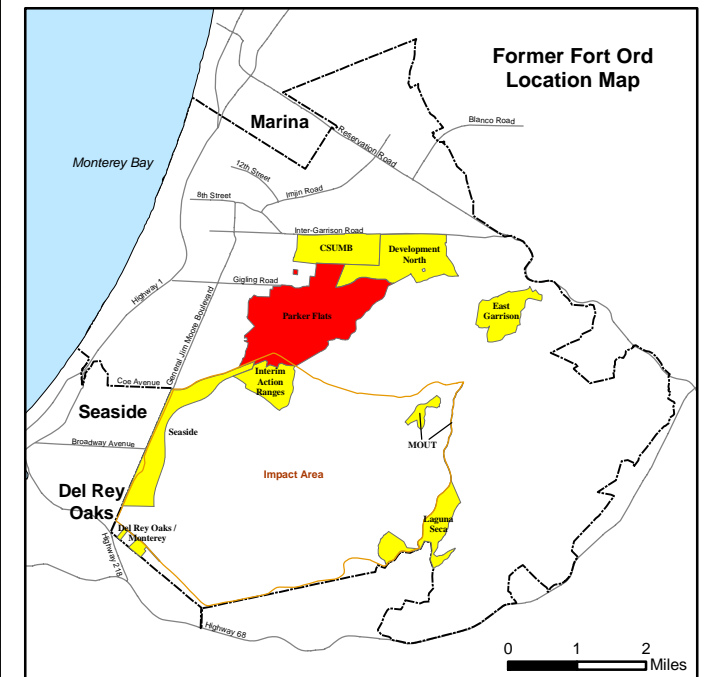 Former Fort Ord
Location Map
Marina
Blanco Road
Reservation Road
Monterey Bay
12th Street
8th Street
Imjin Road
Inter-Garrison Road
CSUMB
Development
North
Gigling Road
Highway 1
General Jim Moore Boulevard
Parker Flats
East
Garrison
Interim
Action
Ranges
Coe Avenue
Seaside
Seaside
Broadway Avenue
MOUT
Impact Area
Del Rey
Oaks
Del Rey Oaks /
Monterey
Laguna
Seca
Highway 218
Highway 68
0 1 2
Miles